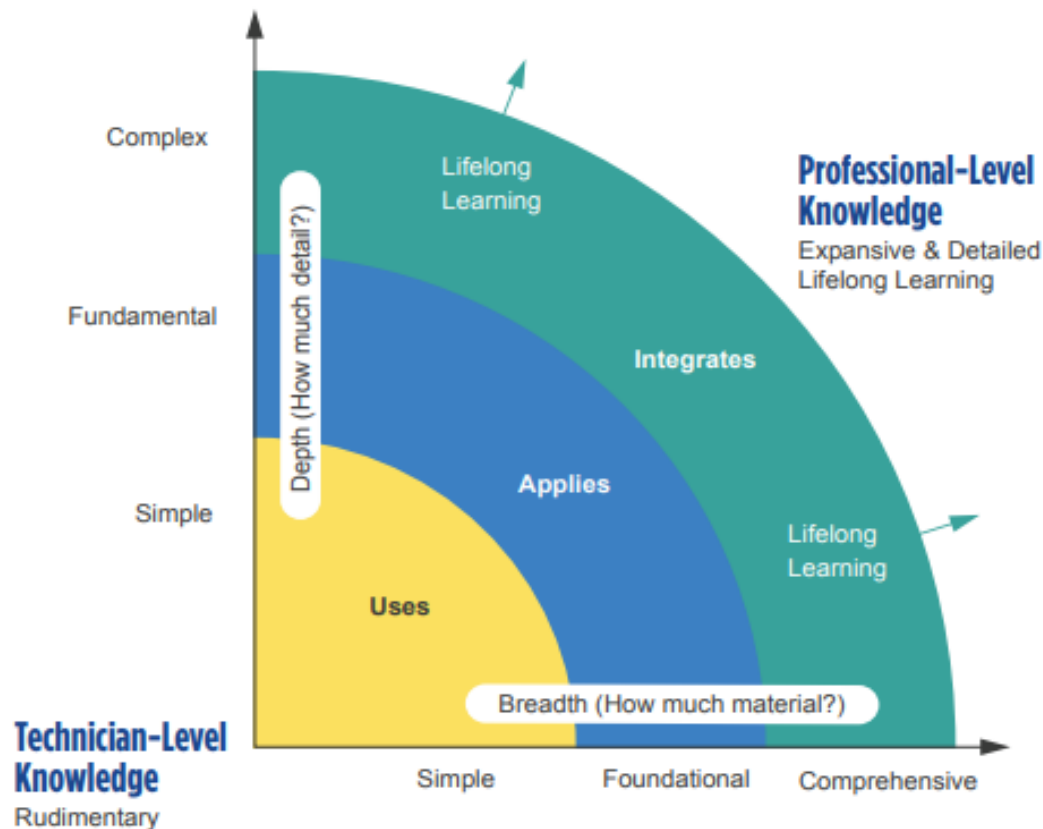 Complex
Lifelong
Learning
Professional-Level
Knowledge
Expansive & Detailed
Lifelong Learning
Depth (How much detail?)
Fundamental
Integrates
Applies
Simple
Lifelong
Learning
Uses
Breadth (How much material?)
Technician-Level
Knowledge
Rudimentary
Simple
Foundational
Comprehensive